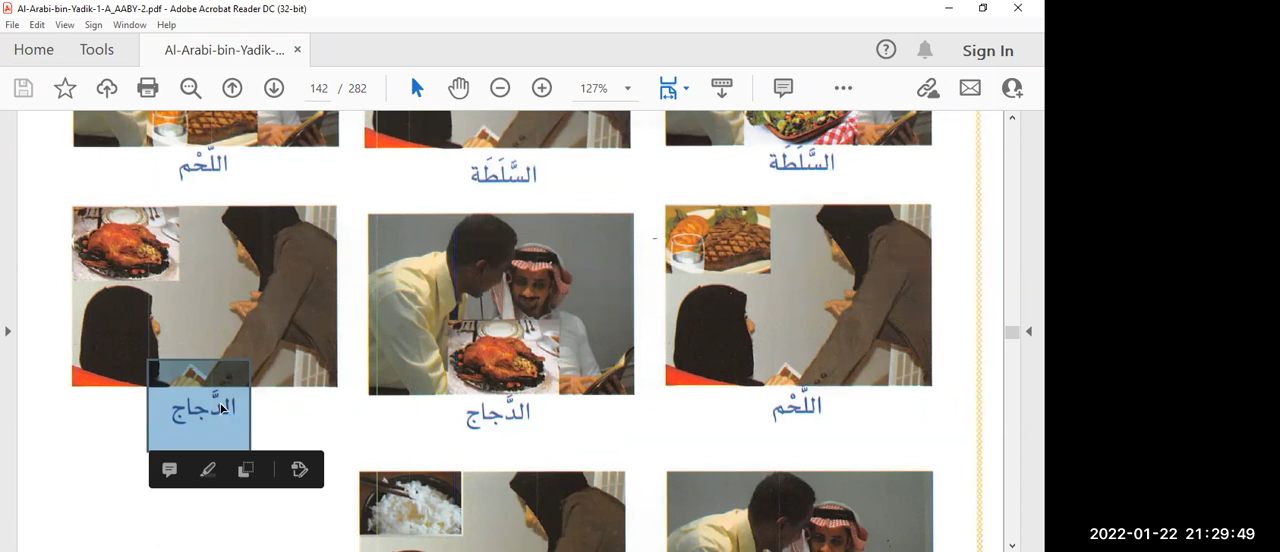 Al-Arabi-bin-Yadik-1-A_AABY-2.pdf - Adobe Acrobat Reader DC (32-bit)
File Edit View Sign Window Help
Home Tools Al-Arabi-bin-Yadik-... × Sign In
142 / 282 127%
السَّلَطَة السَّلَطَة اللَّحْم
اللَّحْم الدَّجاج الدَّجاج
2022-01-22 21:29:49